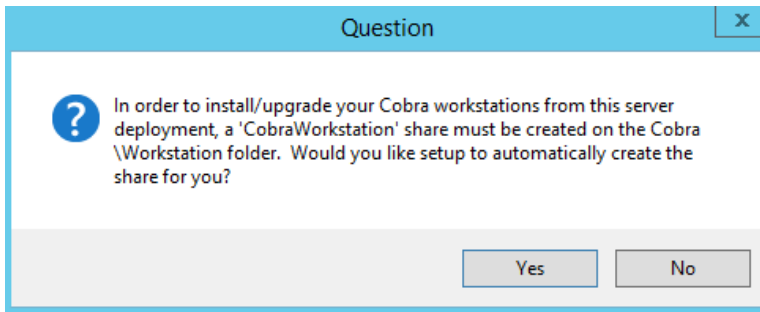 Question
x
?
In order to install/upgrade your Cobra workstations from this server
deployment, a 'CobraWorkstation' share must be created on the Cobra
\Workstation folder.  Would you like setup to automatically create the
share for you?
Yes
No